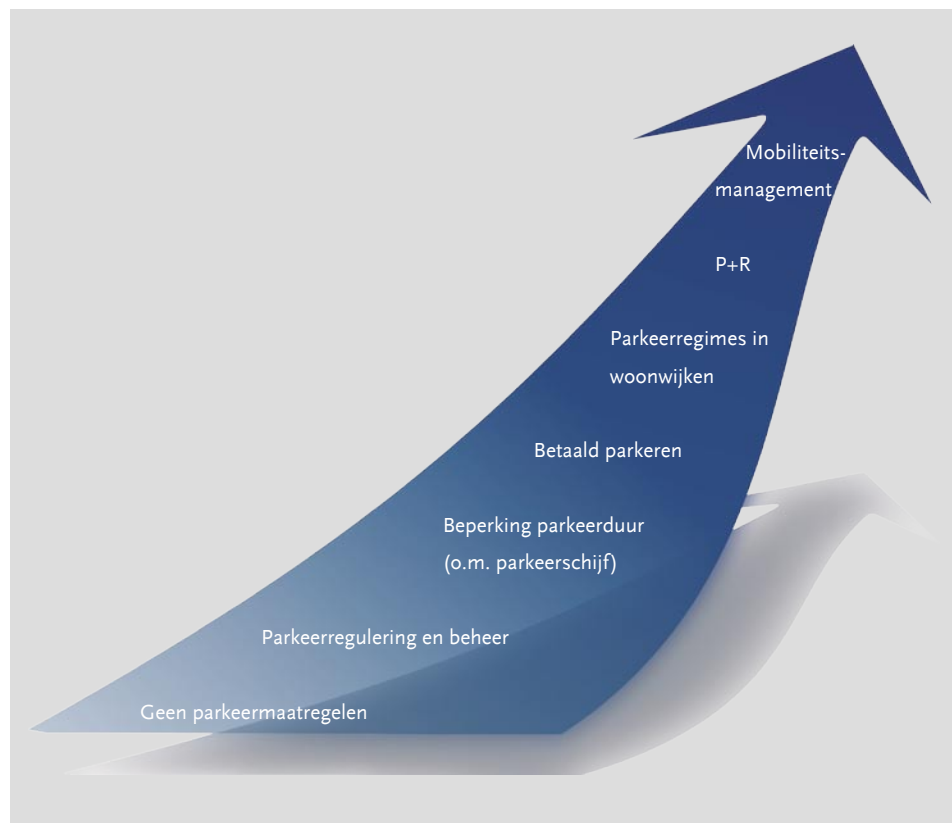 Mobiliteits-
management
P+R
Parkeerregimes in
woonwijken
Betaald parkeren
Beperking parkeerduur
(o.m. parkeerschijf)
Parkeerregulering en beheer
Geen parkeermaatregelen